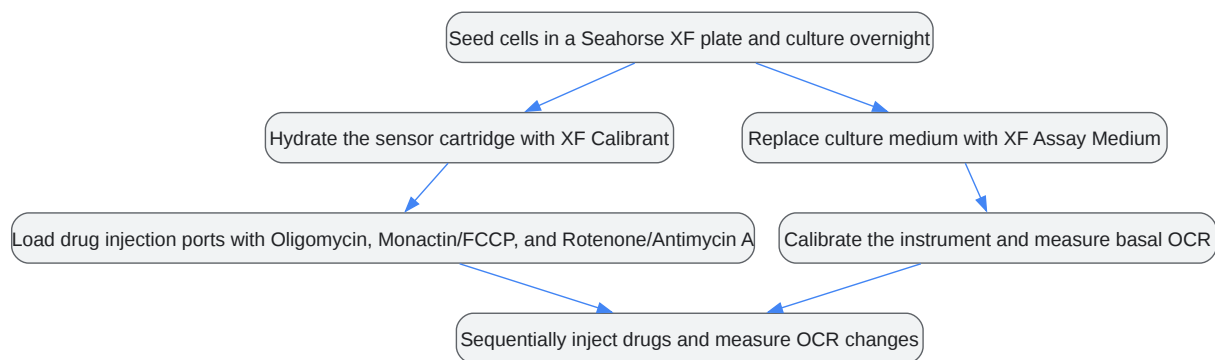 Seed cells in a Seahorse XF plate and culture overnight
Hydrate the sensor cartridge with XF Calibrant
Replace culture medium with XF Assay Medium
Load drug injection ports with Oligomycin, Monactin/FCCP, and Rotenone/Antimycin A
Calibrate the instrument and measure basal OCR
Sequentially inject drugs and measure OCR changes